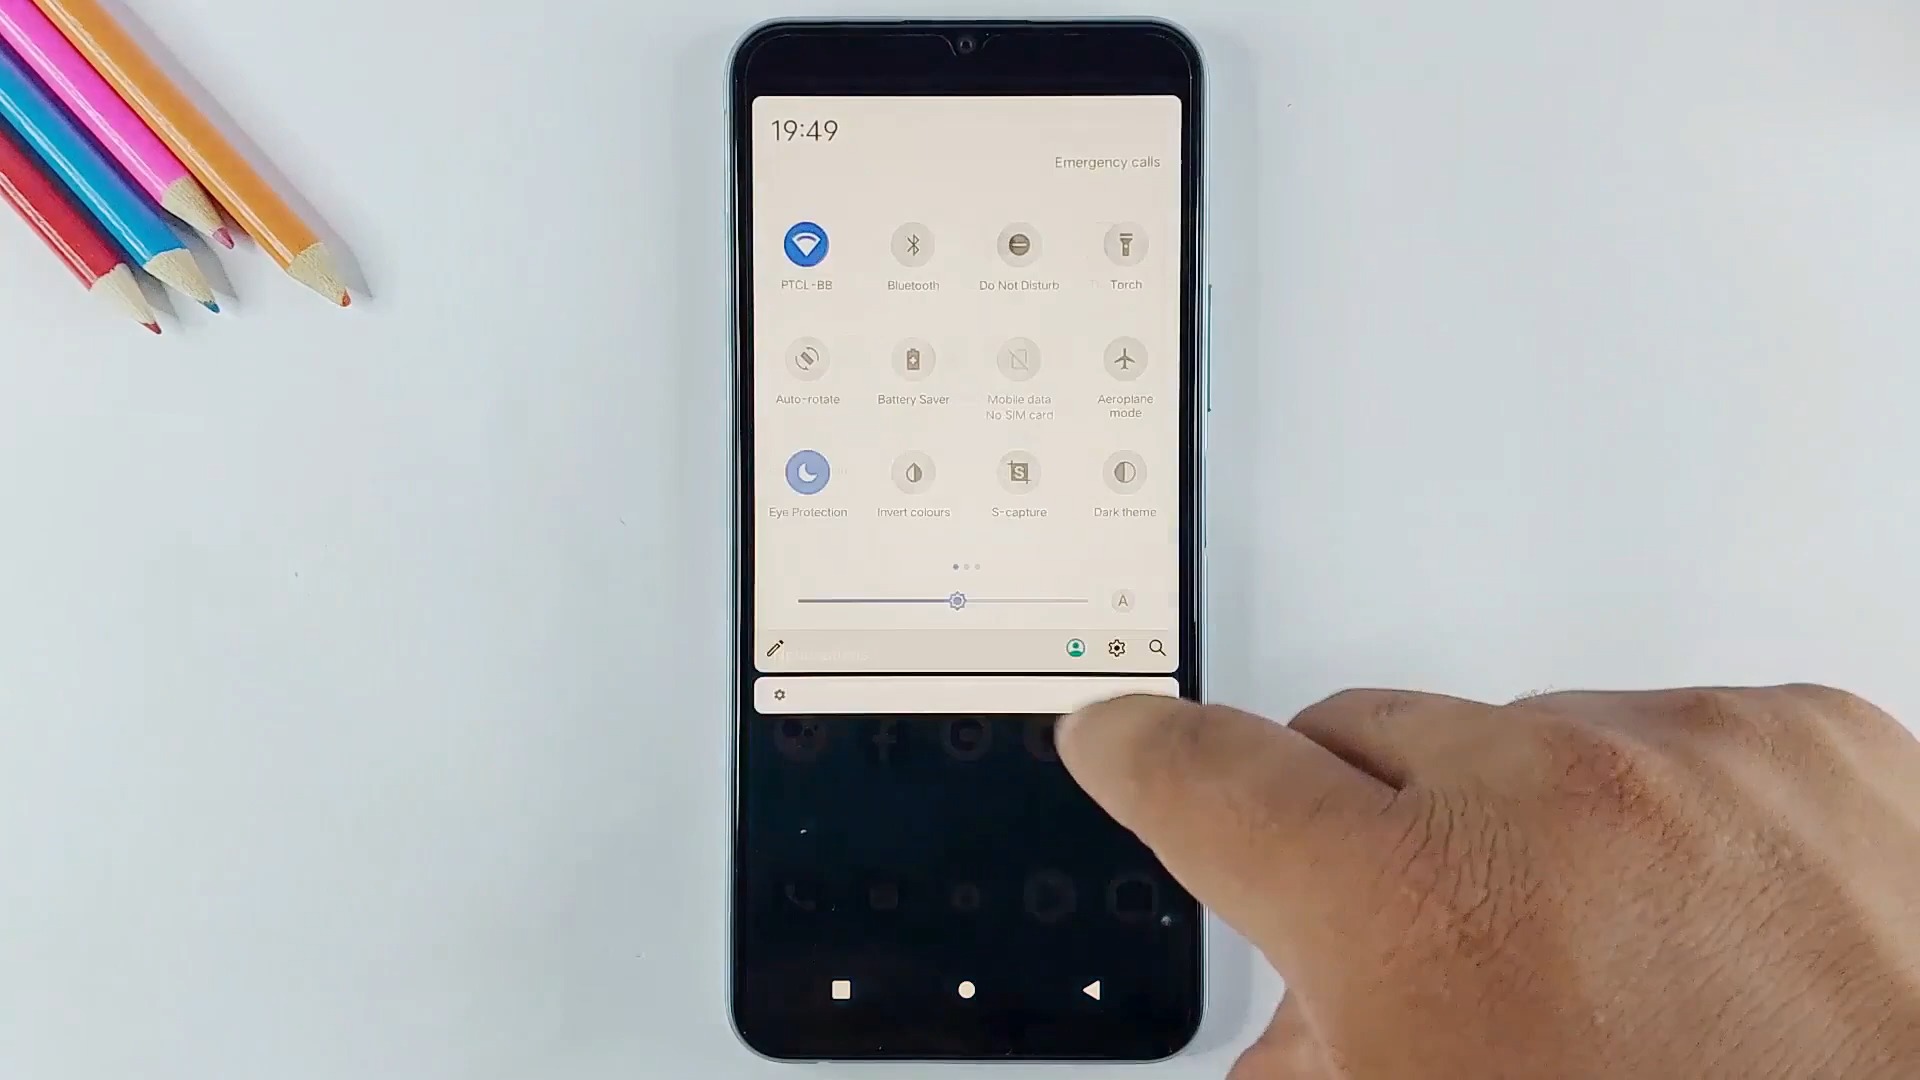 19:49
Emergency calls
PTCL-BB
Bluetooth
Do Not Disturb
Torch
Auto-rotate
Battery Saver
Mobile data
No SIM card
Aeroplane
mode
Eye Protection
Invert colours
S-capture
Dark theme
A